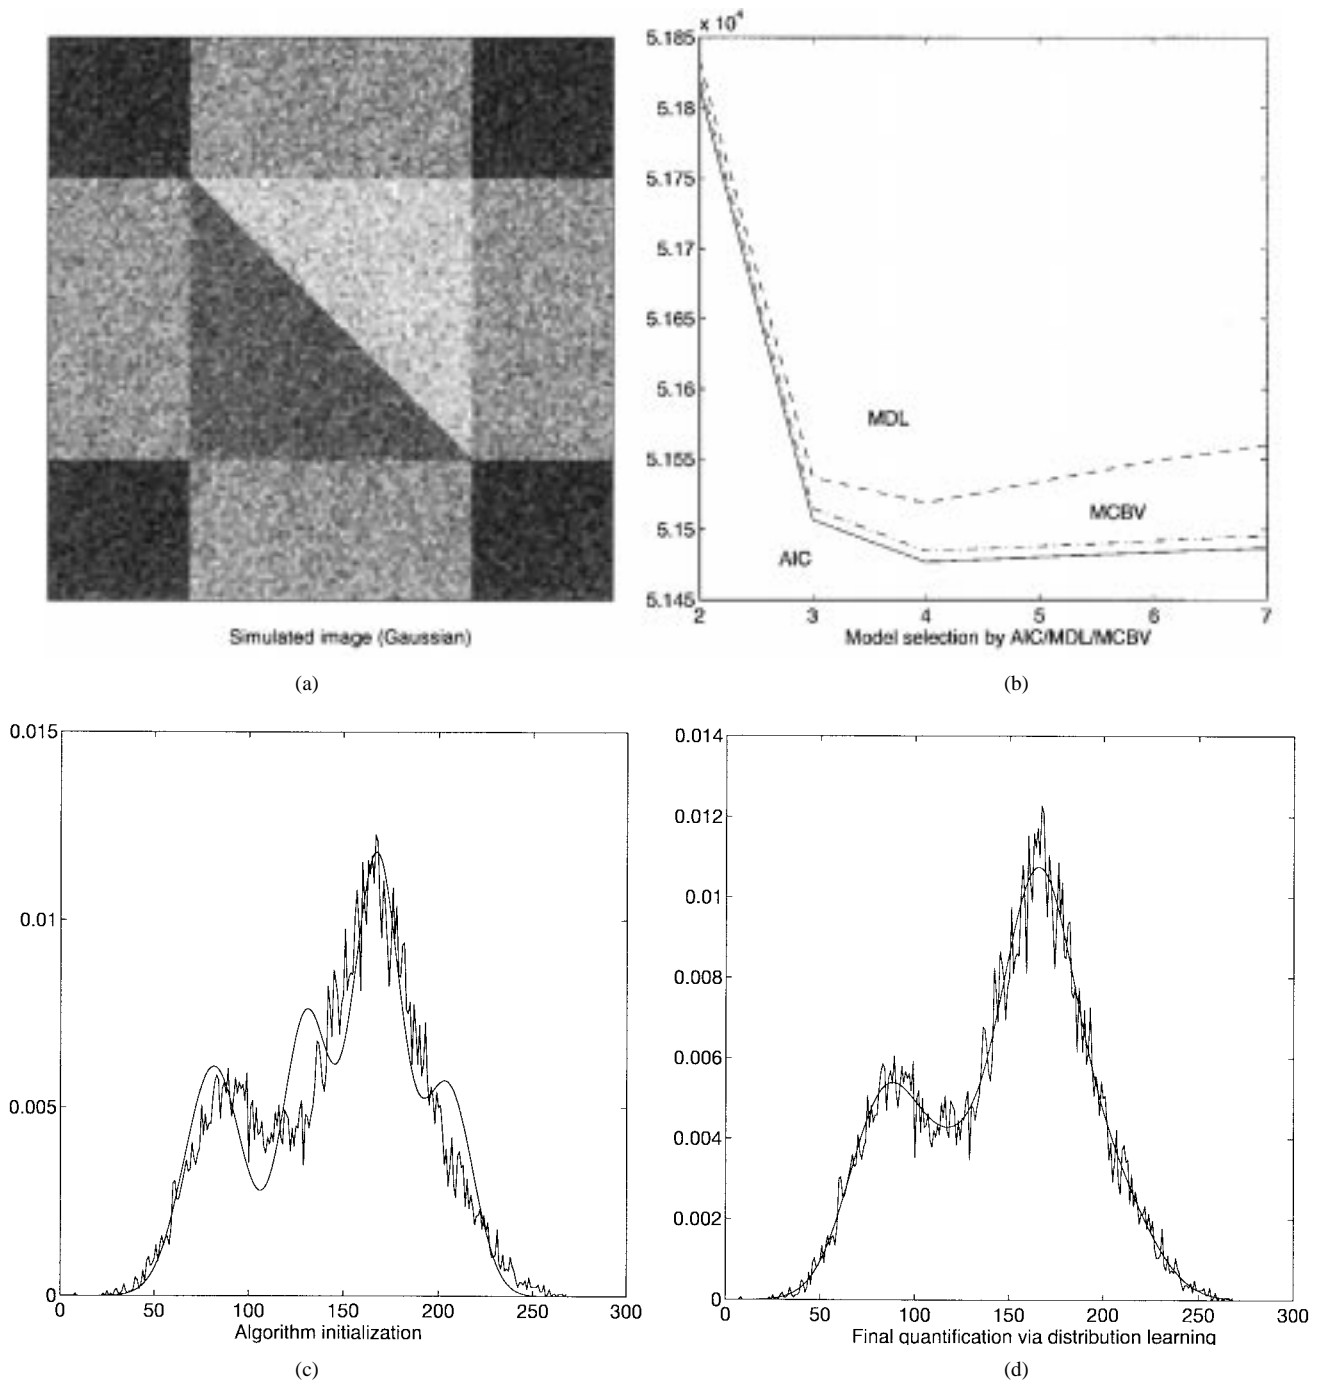 x 10^4
5.185
5.18
5.175
5.17
5.165
5.16
5.155
5.15
5.145
MDL
MCBV
AIC
2 3 4 5 6 7
Simulated image (Gaussian)
Model selection by AIC/MDL/MCBV
(a)
(b)
0.015
0.01
0.005
0
0 50 100 150 200 250 300
Algorithm initialization
(c)
0.014
0.012
0.01
0.008
0.006
0.004
0.002
0
0 50 100 150 200 250 300
Final quantification via distribution learning
(d)